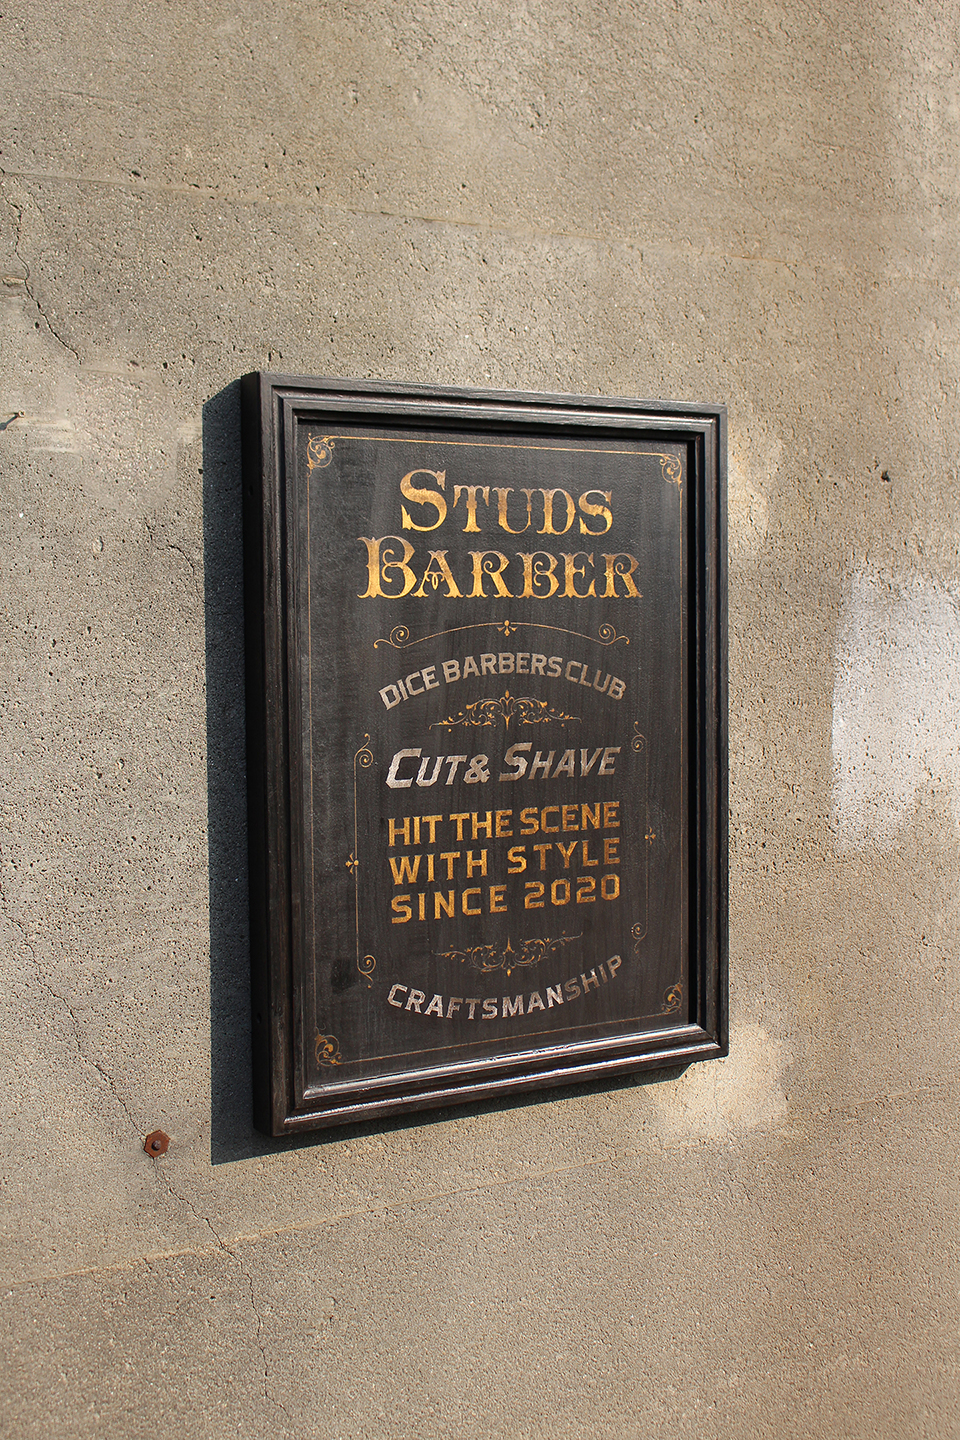 STUDS
BARBER
DICE BARBERS CLUB
CUT & SHAVE
HIT THE SCENE
WITH STYLE
SINCE 2020
CRAFTSMANSHIP